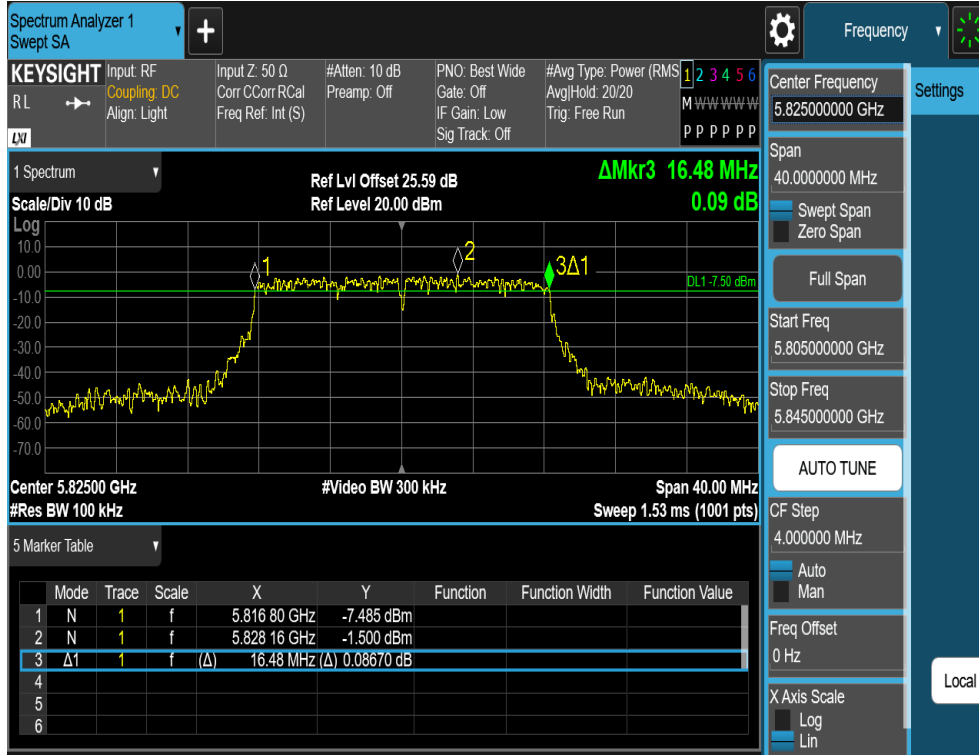 Spectrum Analyzer 1
Swept SA
+
Frequency
KEYSIGHT
RL
LXI
Input: RF
Coupling: DC
Align: Light
Input Z: 50 Ω
Corr CCorr RCal
Freq Ref: Int (S)
#Atten: 10 dB
Preamp: Off
PNO: Best Wide
Gate: Off
IF Gain: Low
Sig Track: Off
#Avg Type: Power (RMS
Avg|Hold: 20/20
Trig: Free Run
1 2 3 4 5 6
M W W W W W
P P P P P P
1 Spectrum
Scale/Div 10 dB
Ref Lvl Offset 25.59 dB
Ref Level 20.00 dBm
ΔMkr3 16.48 MHz
0.09 dB
Log
10.0
0.00
-10.0
-20.0
-30.0
-40.0
-50.0
-60.0
-70.0
1
2
3Δ1
DL1 -7.50 dBm
Center 5.82500 GHz
#Video BW 300 kHz
Span 40.00 MHz
#Res BW 100 kHz
Sweep 1.53 ms (1001 pts)
5 Marker Table
Mode Trace Scale X Y Function Function Width Function Value
1 N 1 f 5.816 80 GHz -7.485 dBm
2 N 1 f 5.828 16 GHz -1.500 dBm
3 Δ1 1 f (Δ) 16.48 MHz (Δ) 0.08670 dB
4
5
6
Center Frequency
5.825000000 GHz
Settings
Span
40.0000000 MHz
Swept Span
Zero Span
Full Span
Start Freq
5.805000000 GHz
Stop Freq
5.845000000 GHz
AUTO TUNE
CF Step
4.000000 MHz
Auto
Man
Freq Offset
0 Hz
X Axis Scale
Log
Lin
Local